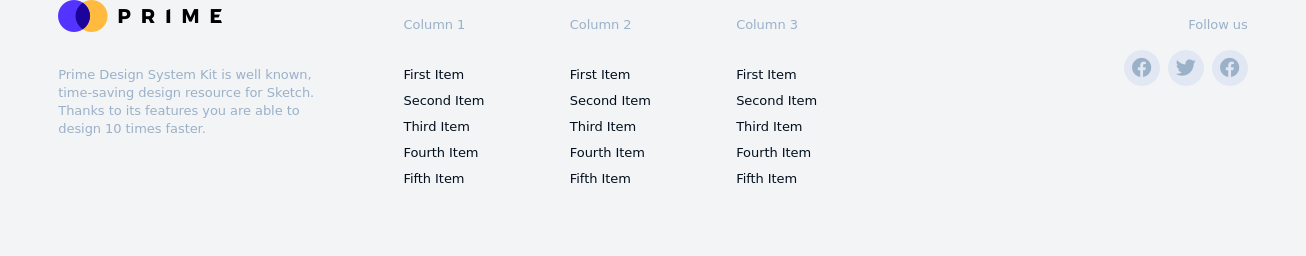 PRIME
Prime Design System Kit is well known,
time-saving design resource for Sketch.
Thanks to its features you are able to
design 10 times faster.
Column 1
First Item
Second Item
Third Item
Fourth Item
Fifth Item
Column 2
First Item
Second Item
Third Item
Fourth Item
Fifth Item
Column 3
First Item
Second Item
Third Item
Fourth Item
Fifth Item
Follow us